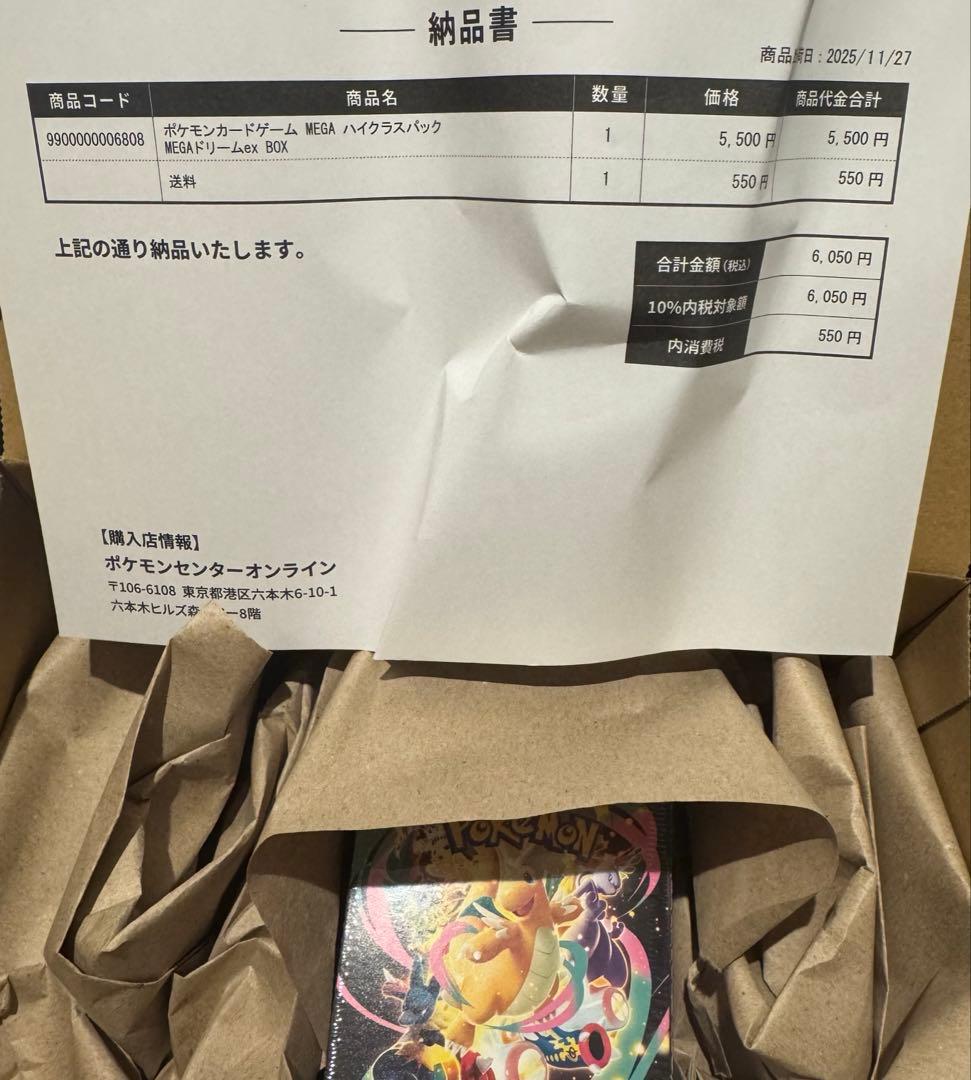 納品書
商品 日：2025/11/27
商品コード 商品名 数量 価格 商品代金合計
9900000006808 ポケモンカードゲーム MEGA ハイクラスパック 1 5,500円 5,500円
MEGAドリームex BOX
送料 1 550円 550円
上記の通り納品いたします。
合計金額(税込) 6,050円
10%内税対象額 6,050円
内消費税 550円
【購入店情報】
ポケモンセンターオンライン
〒106-6108 東京都港区六本木6-10-1
六本木ヒルズ森 ー8階
POKÉMON